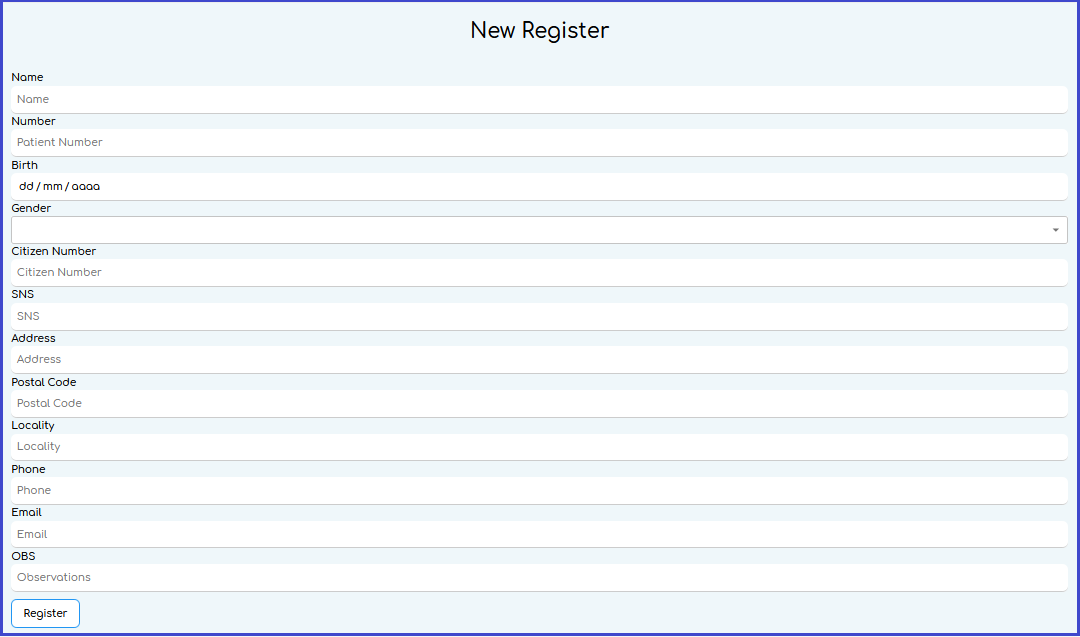 New Register
Name
Name
Number
Patient Number
Birth
dd / mm / aaaa
Gender
Citizen Number
Citizen Number
SNS
SNS
Address
Address
Postal Code
Postal Code
Locality
Locality
Phone
Phone
Email
Email
OBS
Observations
Register